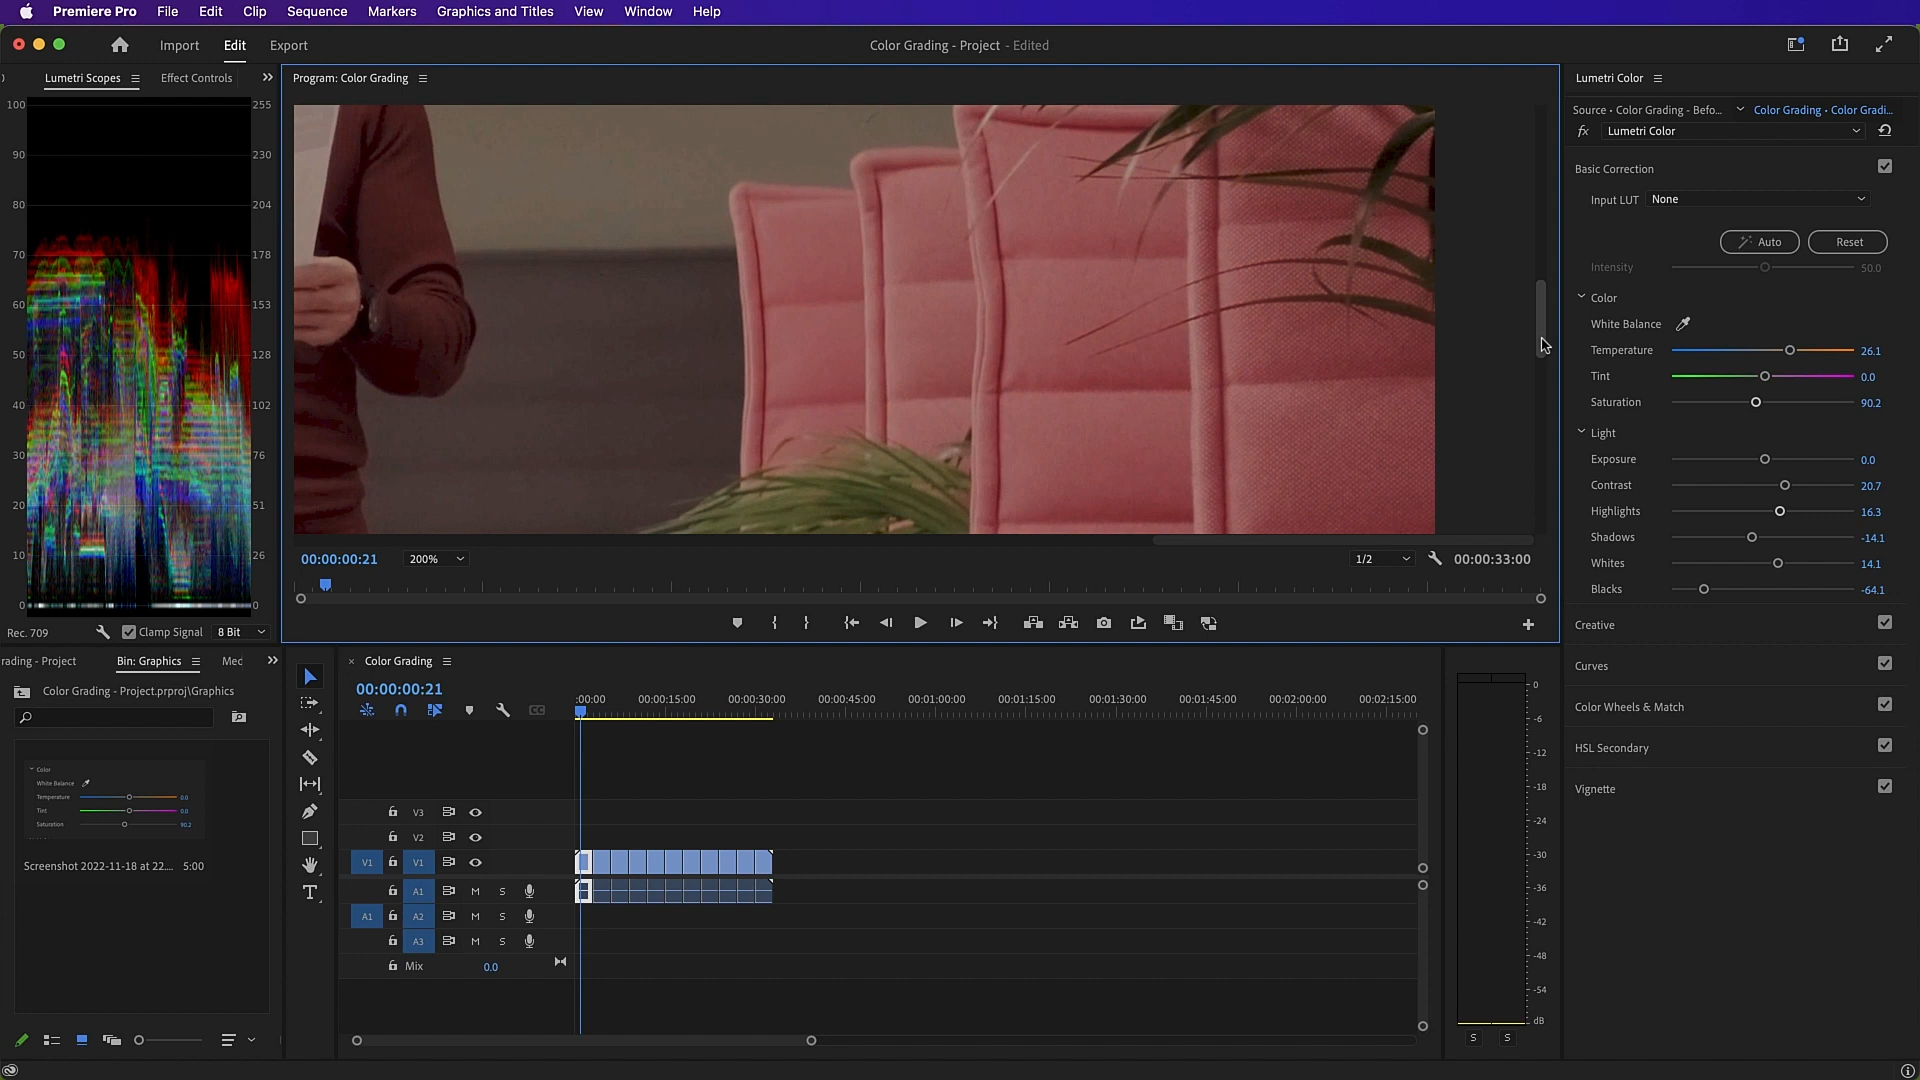 Premiere Pro File Edit Clip Sequence Markers Graphics and Titles View Window Help
Import Edit Export
Color Grading - Project - Edited
Lumetri Scopes Effect Controls
Program: Color Grading
100 255
90 230
80 204
70 178
60 153
50 128
40 102
30 76
20 51
10 26
0 0
Rec. 709 Clamp Signal 8 Bit
00:00:00:21 200% 1/2 00:00:33:00
Lumetri Color
Source • Color Grading - Befo... Color Grading • Color Gradi...
fx Lumetri Color
Basic Correction
Input LUT None
Auto Reset
Intensity 50.0
Color
White Balance
Temperature 26.1
Tint 0.0
Saturation 90.2
Light
Exposure 0.0
Contrast 20.7
Highlights 16.3
Shadows -14.1
Whites 14.1
Blacks -64.1
Creative
Curves
Color Wheels & Match
HSL Secondary
Vignette
rading - Project Bin: Graphics Med
Color Grading - Project.prproj\Graphics
Color
White Balance
Temperature 0.0
Tint 0.0
Saturation 90.2
Screenshot 2022-11-18 at 22.... 5:00
× Color Grading
00:00:00:21
:00:00 00:00:15:00 00:00:30:00 00:00:45:00 00:01:00:00 00:01:15:00 00:01:30:00 00:01:45:00 00:02:00:00 00:02:15:00
V3
V2
V1 V1
A1 M S
A1 A2 M S
A3 M S
Mix 0.0
0
-6
-12
-18
-24
-30
-36
-42
-48
-54
dB
S S